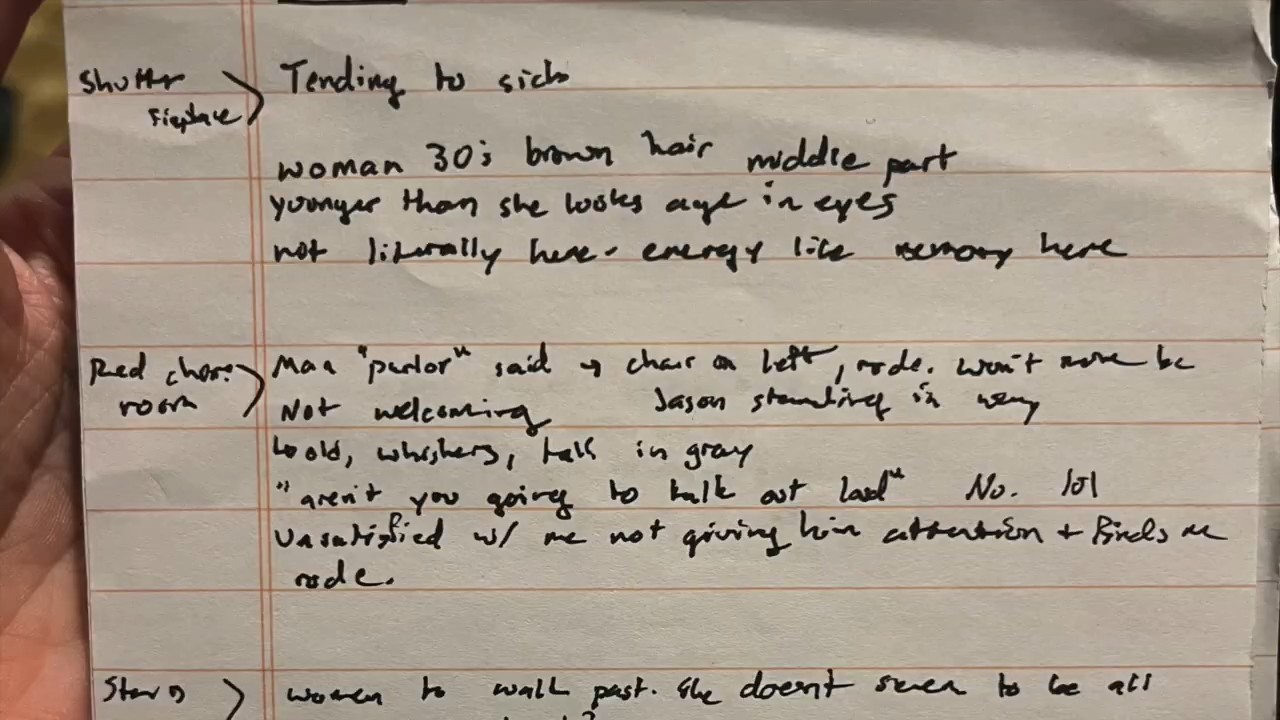 Shutter
fireplace
Tending to sick
woman 30's brown hair middle part
younger than she looks age in eyes
not literally here - energy like memory here
Red chair
room
Man "parlor" said → chair on left, rude. won't move bc
Not welcoming Jason standing in way
old, whiskers, tall in gray
"aren't you going to talk out loud" No. lol
Unsatisfied w/ me not giving him attention + finds me
rude.
Stairs
women to walk past. She doesn't seem to be all